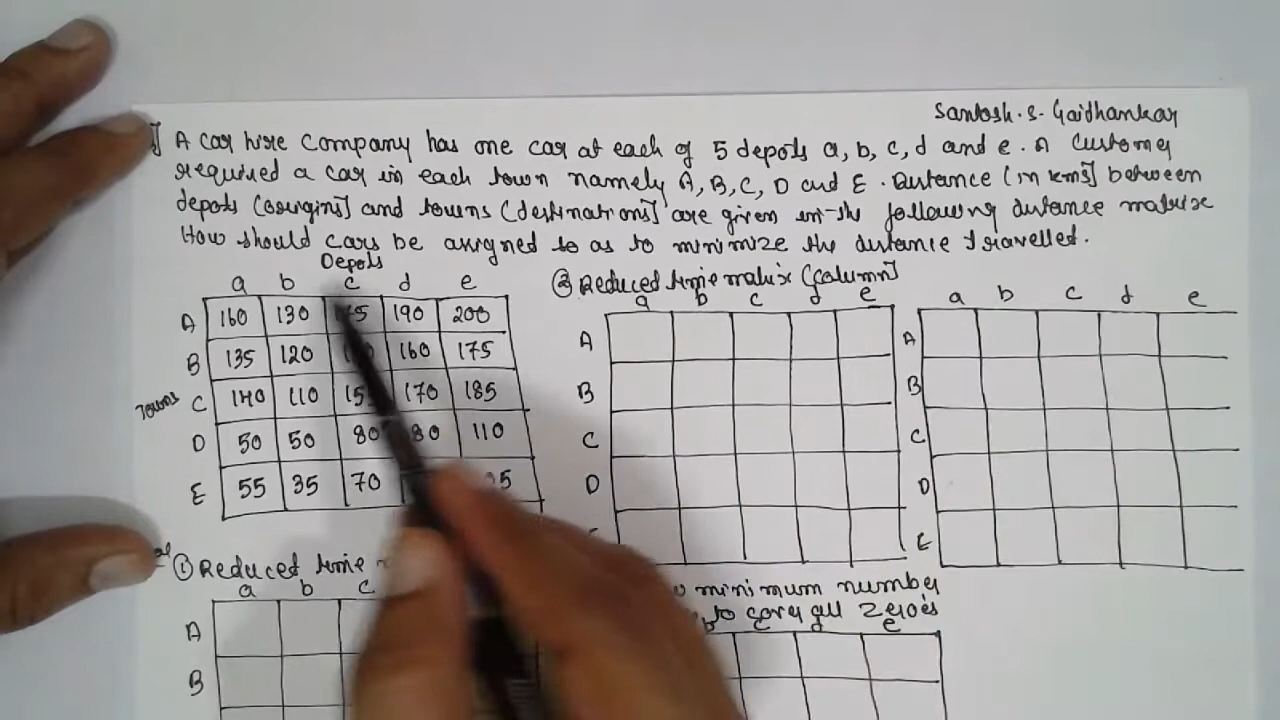 Santosh. S. Gaidhankar
] A car hire company has one car at each of 5 depots a, b, c, d and e. A customer
required a car in each town namely A, B, C, D and E. Distance [in kms] between
depots [origins] and towns [destinations] are given in the following distance matrix
How should cars be assigned so as to minimize the distance travelled.
Depots
a b c d e
A 160 130 190 200
B 135 120 160 175
Towns C 140 110 170 185
D 50 50 80 80 110
E 55 35 70
② Reduced time matrix [column]
a b c d e
A
B
C
D
a b c d e
A
B
C
D
E
① Reduced time
a b c
A
B
minimum number
to cover all zeroes
b c e